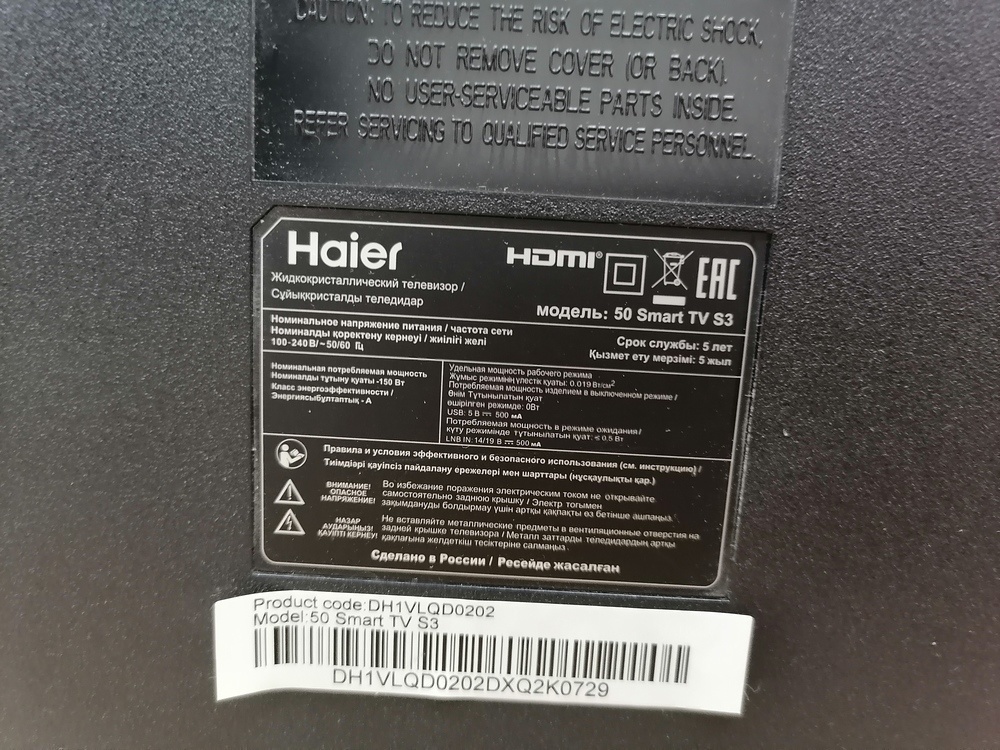 CAUTION: TO REDUCE THE RISK OF ELECTRIC SHOCK,
DO NOT REMOVE COVER (OR BACK).
NO USER-SERVICEABLE PARTS INSIDE.
REFER SERVICING TO QUALIFIED SERVICE PERSONNEL.
Haier
HDMI®
EAC
Жидкокристаллический телевизор /
Сұйыққристалды теледидар
модель: 50 Smart TV S3
Номинальное напряжение питания / частота сети
Номиналды қоректену кернеуі / жиілігі желі
100-240В/~50/60 Гц
Срок службы: 5 лет
Қызмет ету мерзімі: 5 жыл
Номинальная потребляемая мощность
Номиналды тұтыну қуаты -150 Вт
Класс энергоэффективности /
Энергиясыбұлтаптық - А
Удельная мощность рабочего режима
Жұмыс режимінің үлестік қуаты: 0.019 Вт/см²
Потребляемая мощность изделием в выключенном режиме /
Өнім Тұтынылатын қуат
өшірілген режимде: 0Вт
USB: 5 В ⎓ 500 мА
Потребляемая мощность в режиме ожидания/
күту режимінде тұтынылатын қуат: ≤ 0.5 Вт
LNB IN: 14/19 В ⎓ 500 мА
Правила и условия эффективного и безопасного использования (см. инструкцию) /
Тиімдіәрі қауіпсіз пайдалану ережелері мен шарттары (нұсқаулықты қар.)
ВНИМАНИЕ!
ОПАСНОЕ
НАПРЯЖЕНИЕ!
Во избежание поражения электрическим током не открывайте
самостоятельно заднюю крышку / Электр тогымен
зақымдануды болдырмау үшін артқы қақпақты өз бетінше ашпаңыз.
НАЗАР
АУДАРЫҢЫЗ!
ҚАУІПТІ КЕРНЕУ!
Не вставляйте металлические предметы в вентиляционные отверстия на
задней крышке телевизора / Металл заттарды теледидардың артқы
қақпағына желдеткіш тесіктеріне салмаңыз.
Сделано в России / Ресейде жасалған
Product code:DH1VLQD0202
Model:50 Smart TV S3
DH1VLQD0202DXQ2K0729